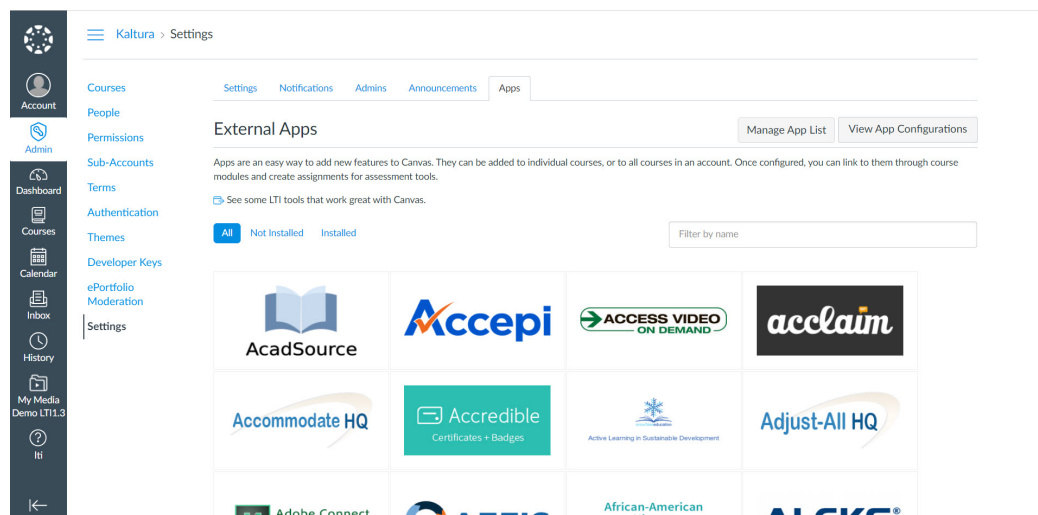 Kaltura > Settings
Account
Admin
Dashboard
Courses
Calendar
Inbox
History
My Media
Demo LTI1.3
lti
Courses
People
Permissions
Sub-Accounts
Terms
Authentication
Themes
Developer Keys
ePortfolio
Moderation
Settings
Settings Notifications Admins Announcements Apps
External Apps
Manage App List View App Configurations
Apps are an easy way to add new features to Canvas. They can be added to individual courses, or to all courses in an account. Once configured, you can link to them through course
modules and create assignments for assessment tools.
See some LTI tools that work great with Canvas.
All Not Installed Installed
Filter by name
AcadSource
Accepi
ACCESS VIDEO
ON DEMAND
acclaim
Accommodate HQ
Accredible
Certificates + Badges
Active Learning in Sustainable Development
Adjust-All HQ
Adobe Connect
African-American
ALEKS®